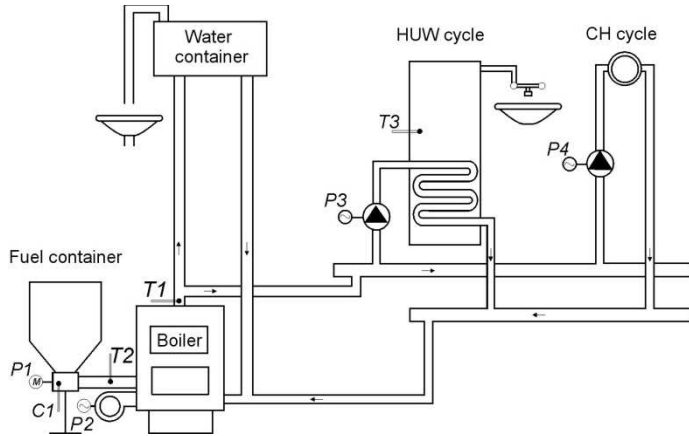 Water
container
HUW cycle
CH cycle
T3
P4
P3
Fuel container
T1
Boiler
T2
P1
M
C1
P2